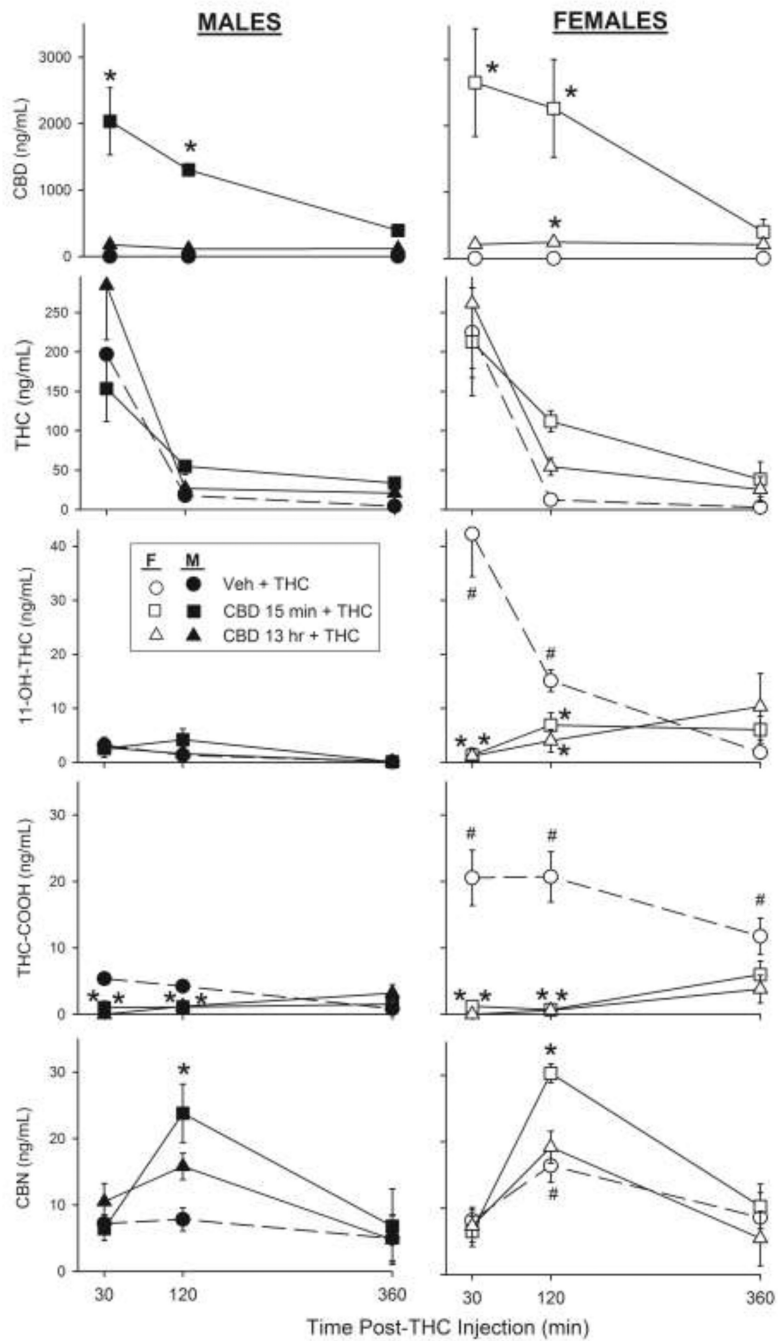 MALES FEMALES
CBD (ng/mL)
3000
2000
1000
0
* *
* *
*
THC (ng/mL)
250
200
150
100
50
0
11-OH-THC (ng/mL)
40
30
20
10
0
F M
Veh + THC
CBD 15 min + THC
CBD 13 hr + THC
#
#
* * *
*
THC-COOH (ng/mL)
30
20
10
0
* * * *
# # #
* * * *
CBN (ng/mL)
30
20
10
0
*
*
#
30 120 360 30 120 360
Time Post-THC Injection (min)